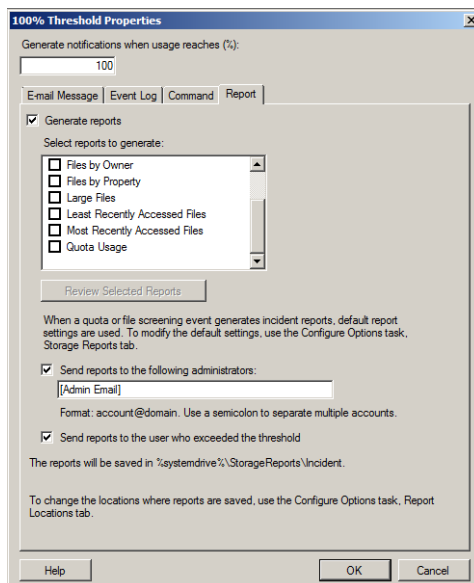 100% Threshold Properties
Generate notifications when usage reaches (%):
100
E-mail Message Event Log Command Report
Generate reports
Select reports to generate:
Files by Owner
Files by Property
Large Files
Least Recently Accessed Files
Most Recently Accessed Files
Quota Usage
Review Selected Reports
When a quota or file screening event generates incident reports, default report
settings are used. To modify the default settings, use the Configure Options task,
Storage Reports tab.
Send reports to the following administrators:
[Admin Email]
Format: account@domain. Use a semicolon to separate multiple accounts.
Send reports to the user who exceeded the threshold
The reports will be saved in %systemdrive%\StorageReports\Incident.
To change the locations where reports are saved, use the Configure Options task, Report
Locations tab.
Help OK Cancel